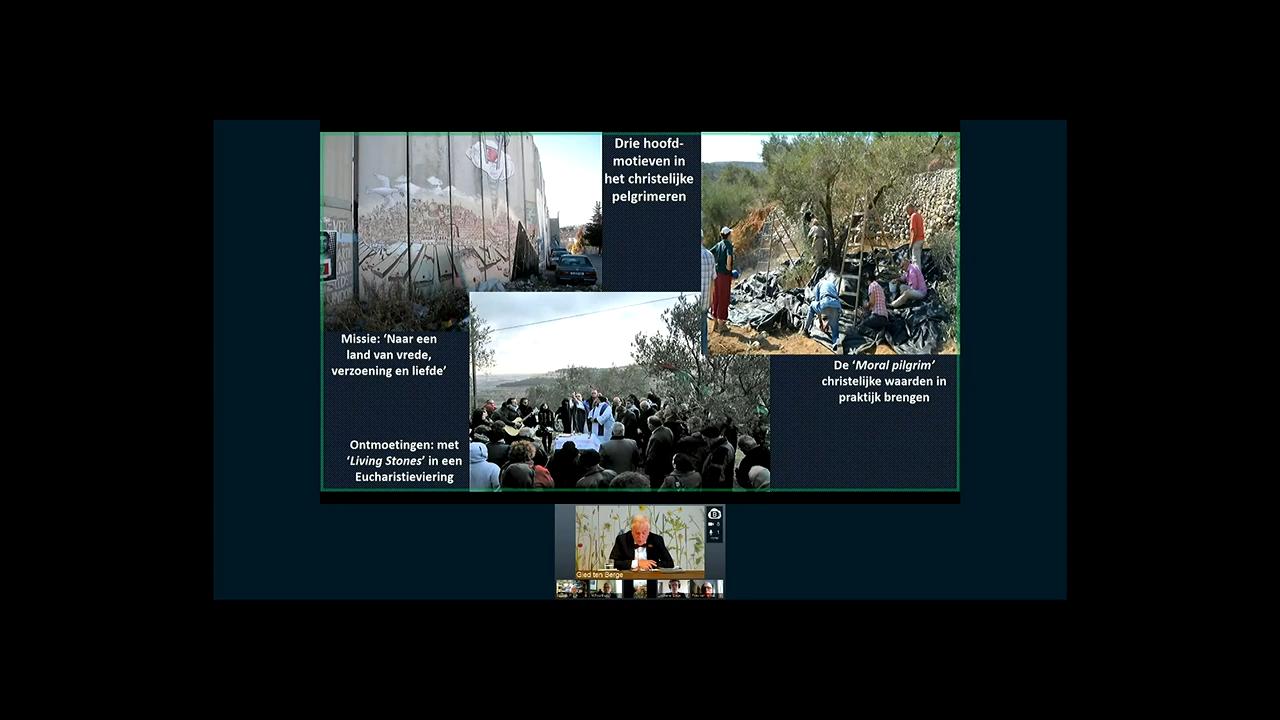 Drie hoofd-
motieven in
het christelijke
pelgrimeren
Missie: ‘Naar een
land van vrede,
verzoening en liefde’
De ‘Moral pilgrim’
christelijke waarden in
praktijk brengen
Ontmoetingen: met
‘Living Stones’ in een
Eucharistieviering
Gied ten Berge